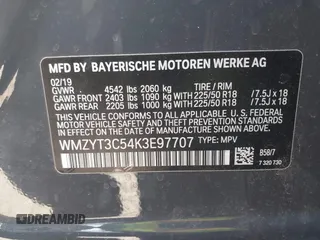 MFD BY BAYERISCHE MOTOREN WERKE AG
02/19
GVWR 4542 lbs 2060 kg TIRE / RIM
GAWR FRONT 2403 lbs 1090 kg WITH 225/50 R18 / 7.5J x 18
GAWR REAR 2205 lbs 1000 kg WITH 225/50 R18 / 7.5J x 18
THIS VEHICLE CONFORMS TO ALL APPLICABLE U.S. FEDERAL
MOTOR VEHICLE SAFETY, BUMPER, AND THEFT PREVENTION
STANDARDS IN EFFECT ON THE DATE OF MANUFACTURE
SHOWN ABOVE.
WMZYT3C54K3E97707 TYPE: MPV
B5B/7
7 320 730
DREAMBID